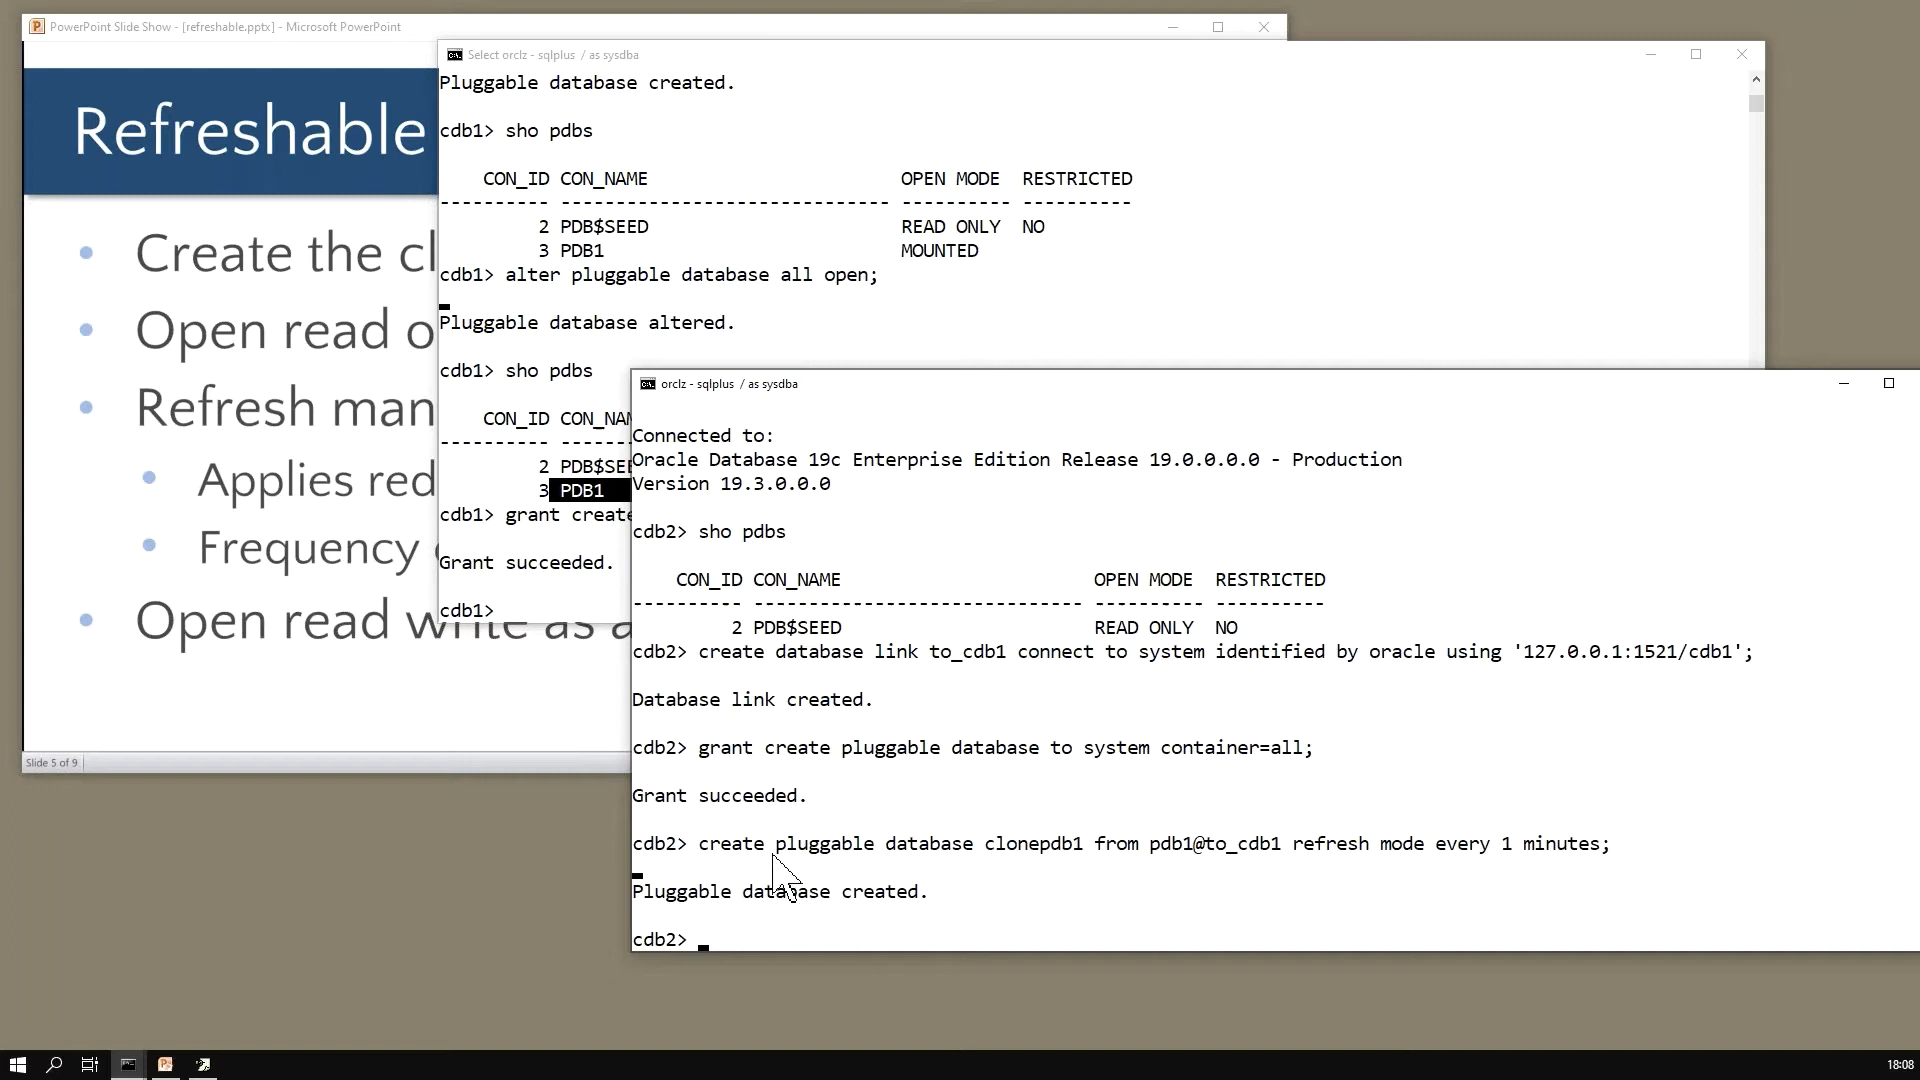 PowerPoint Slide Show - [refreshable.pptx] - Microsoft PowerPoint
Refreshable
Create the cl
Open read o
Refresh man
Applies red
Frequency
Open read write as a
Slide 5 of 9
Select orclz - sqlplus / as sysdba
Pluggable database created.
cdb1> sho pdbs
CON_ID CON_NAME OPEN MODE RESTRICTED
---------- ------------------------------ ---------- ----------
2 PDB$SEED READ ONLY NO
3 PDB1 MOUNTED
cdb1> alter pluggable database all open;
Pluggable database altered.
cdb1> sho pdbs
CON_ID CON_NAM
---------- -------
2 PDB$SEE
3 PDB1
cdb1> grant create
Grant succeeded.
cdb1>
orclz - sqlplus / as sysdba
Connected to:
Oracle Database 19c Enterprise Edition Release 19.0.0.0.0 - Production
Version 19.3.0.0.0
cdb2> sho pdbs
CON_ID CON_NAME OPEN MODE RESTRICTED
---------- ------------------------------ ---------- ----------
2 PDB$SEED READ ONLY NO
cdb2> create database link to_cdb1 connect to system identified by oracle using '127.0.0.1:1521/cdb1';
Database link created.
cdb2> grant create pluggable database to system container=all;
Grant succeeded.
cdb2> create pluggable database clonepdb1 from pdb1@to_cdb1 refresh mode every 1 minutes;
Pluggable database created.
cdb2>
18:08